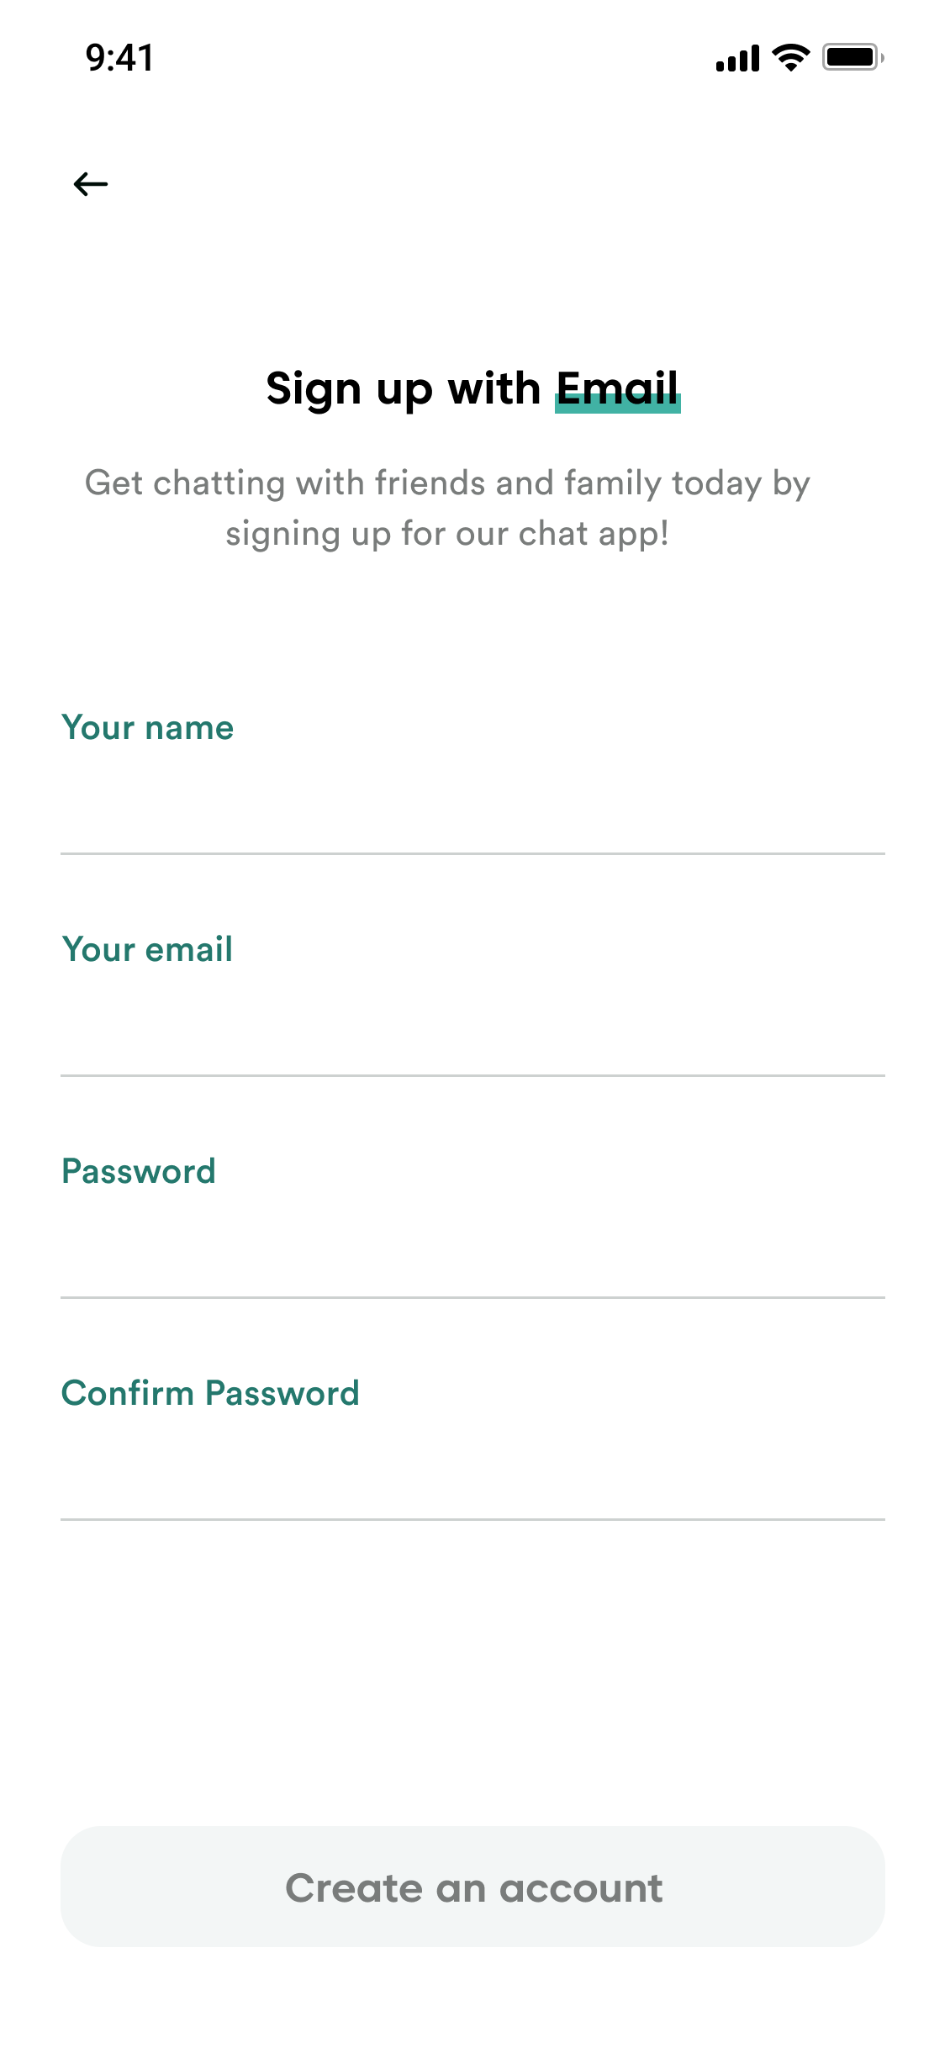 9:41
Sign up with Email
Get chatting with friends and family today by
signing up for our chat app!
Your name
Your email
Password
Confirm Password
Create an account